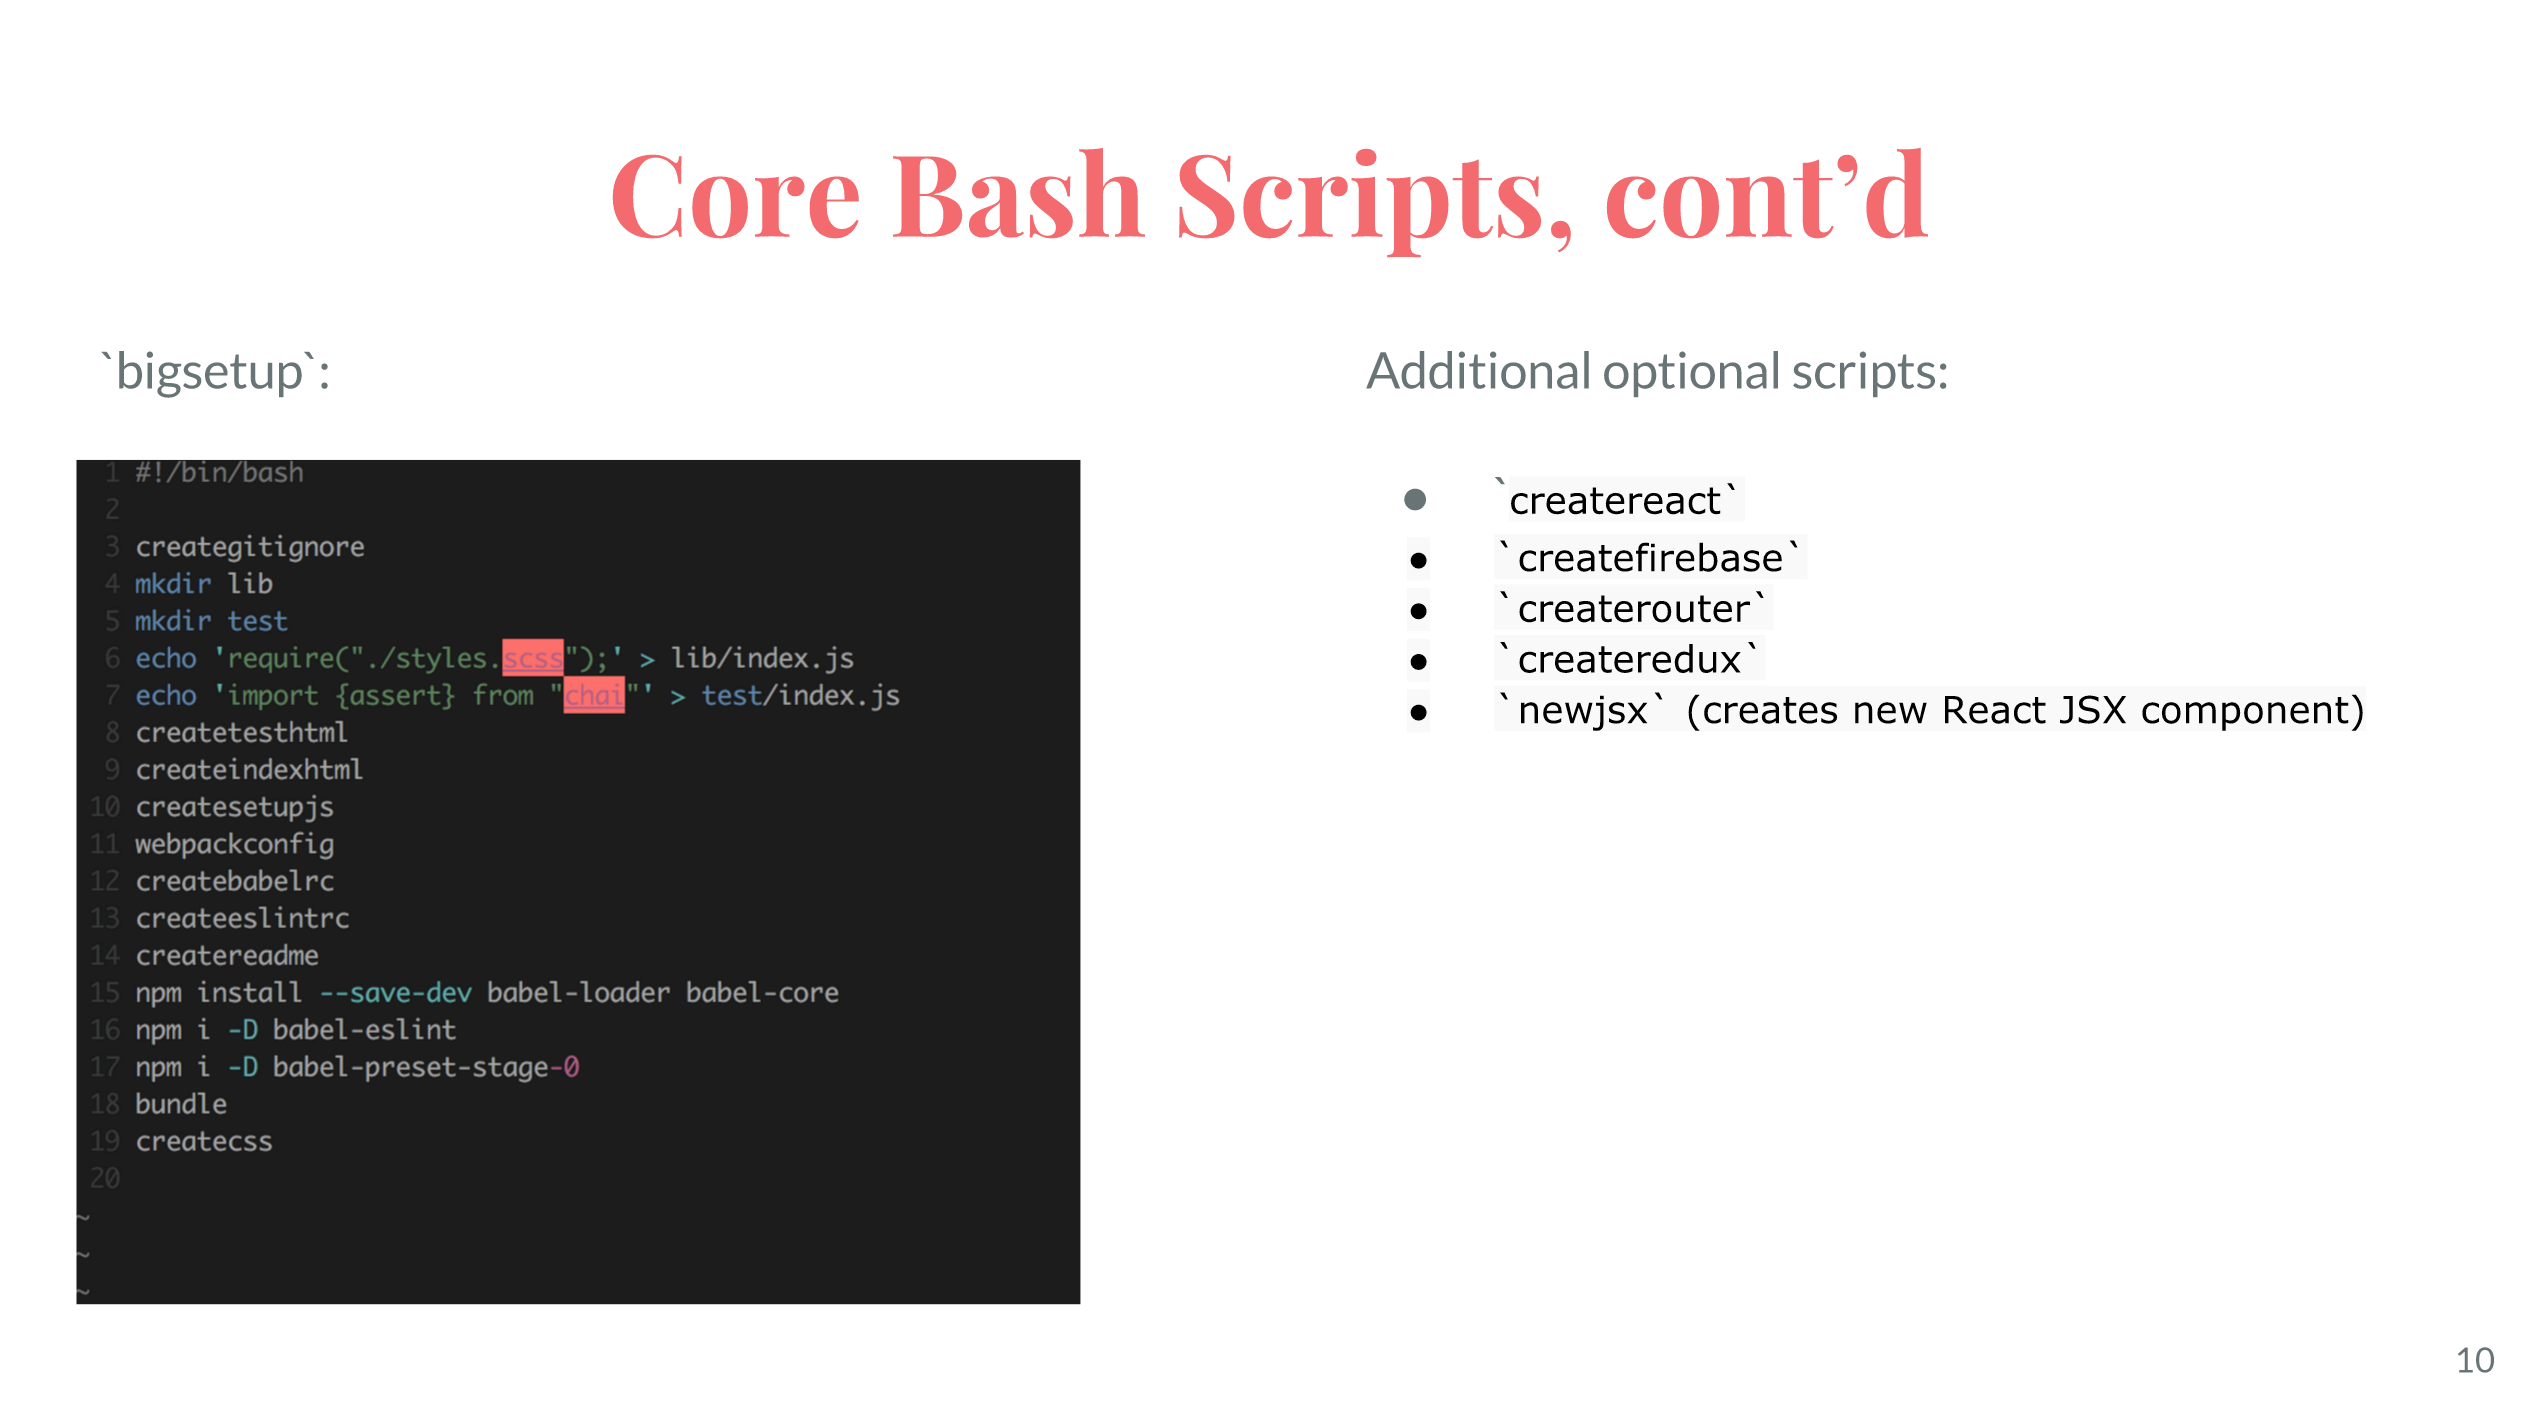 Core Bash Scripts, cont’d
`bigsetup`:
1 #!/bin/bash
2
3 creategitignore
4 mkdir lib
5 mkdir test
6 echo 'require("./styles.scss");' > lib/index.js
7 echo 'import {assert} from "chai"' > test/index.js
8 createtesthtml
9 createindexhtml
10 createsetupjs
11 webpackconfig
12 createbabelrc
13 createeslintrc
14 createreadme
15 npm install --save-dev babel-loader babel-core
16 npm i -D babel-eslint
17 npm i -D babel-preset-stage-0
18 bundle
19 createcss
20
~
~
~
Additional optional scripts:
● `createreact`
● `createfirebase`
● `createrouter`
● `createredux`
● `newjsx` (creates new React JSX component)
10